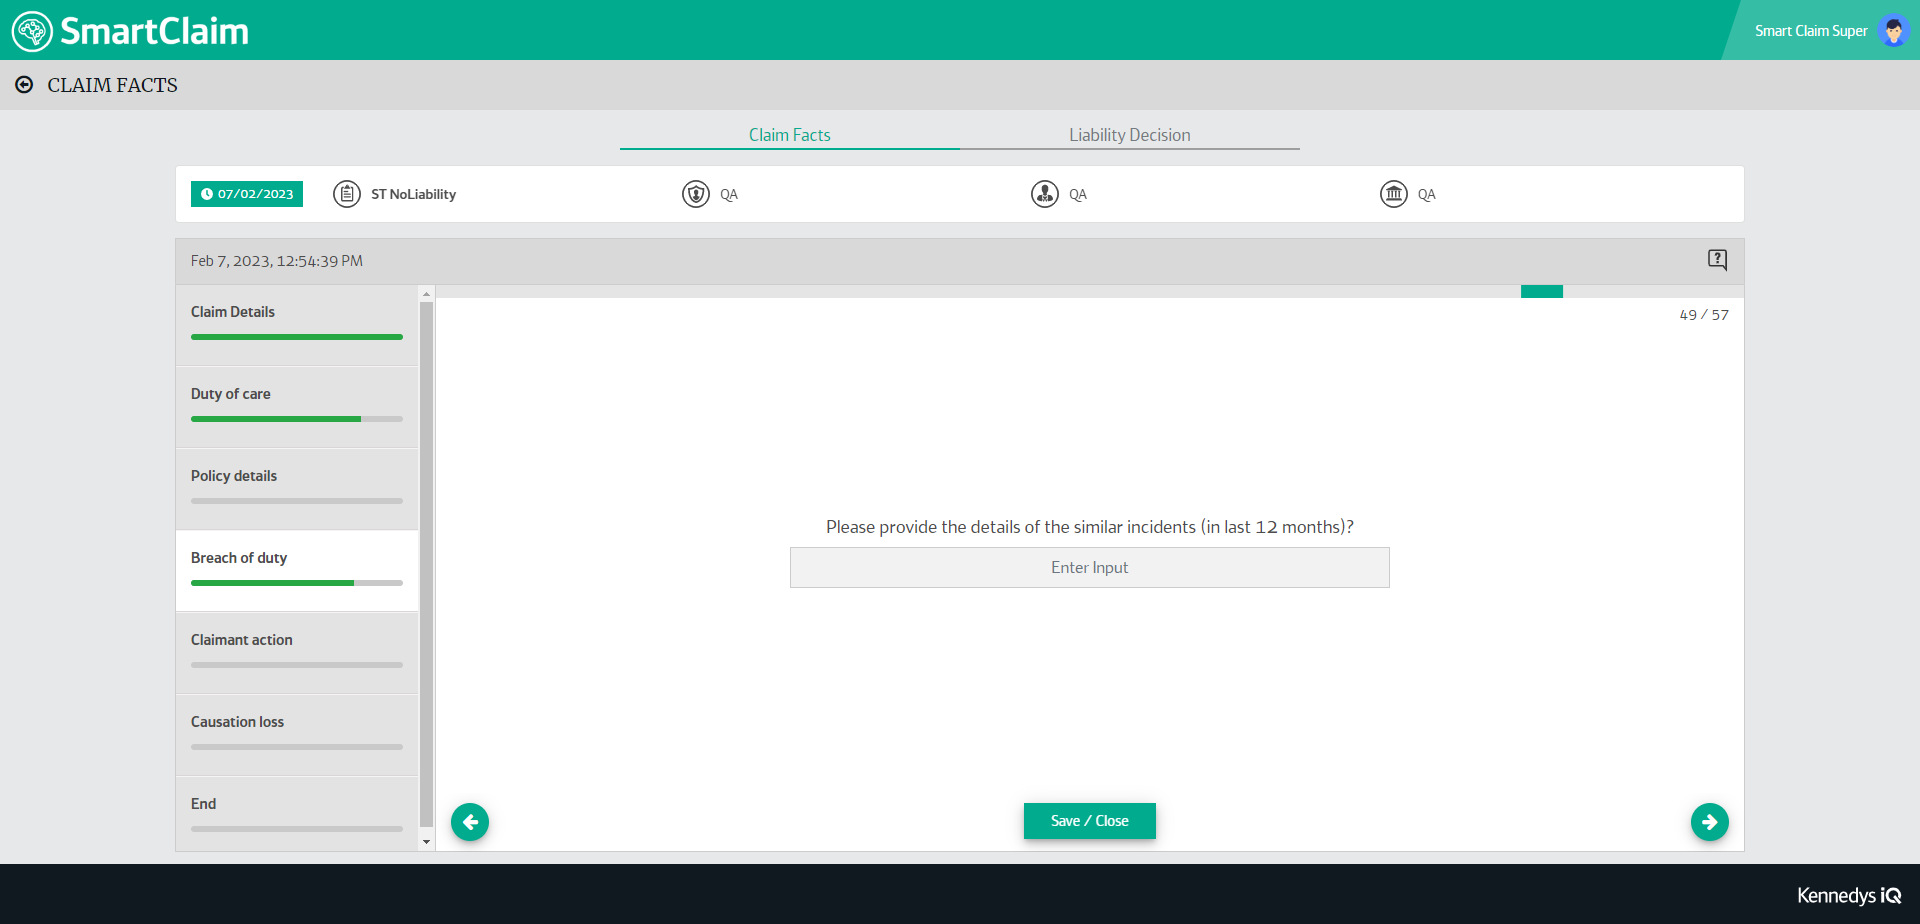 SmartClaim
Smart Claim Super
CLAIM FACTS
Claim Facts
Liability Decision
07/02/2023
ST NoLiability
QA
QA
QA
Feb 7, 2023, 12:54:39 PM
?
Claim Details
Duty of care
Policy details
Breach of duty
Claimant action
Causation loss
End
49 / 57
Please provide the details of the similar incidents (in last 12 months)?
Enter Input
Save / Close
Kennedys iQ